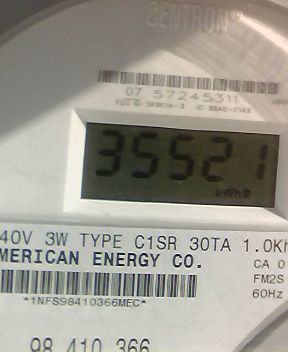 CENTRON®
07 57245311
35521
kWh
40V 3W TYPE C1SR 30TA 1.0Kh
MERICAN ENERGY CO.
CA 0
FM2S
60Hz
*1NFS98410366MEC*
98 410 366